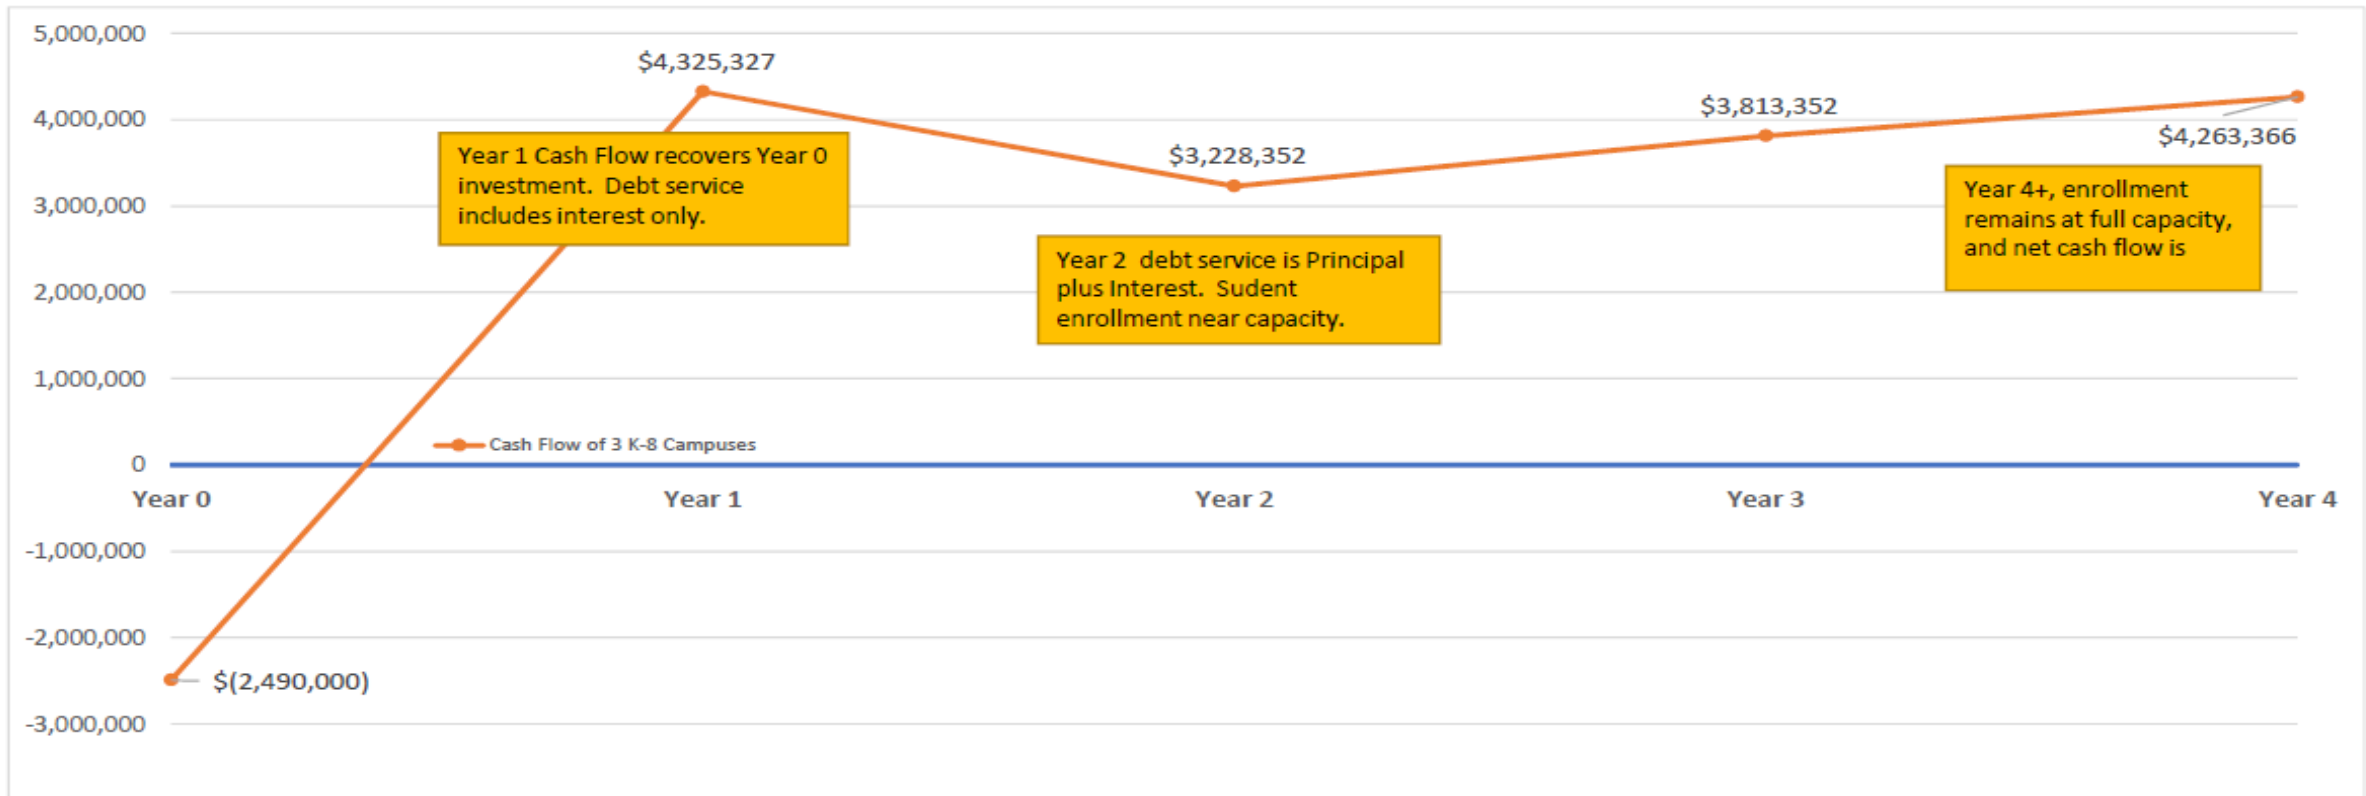 5,000,000
$4,325,327
4,000,000
$3,813,352
$4,263,366
Year 1 Cash Flow recovers Year 0
investment.  Debt service
includes interest only.
$3,228,352
3,000,000
Year 4+, enrollment
remains at full capacity,
and net cash flow is
Year 2  debt service is Principal
plus Interest.  Sudent
enrollment near capacity.
2,000,000
1,000,000
Cash Flow of 3 K-8 Campuses
0
Year 0
Year 1
Year 2
Year 3
Year 4
-1,000,000
-2,000,000
$(2,490,000)
-3,000,000